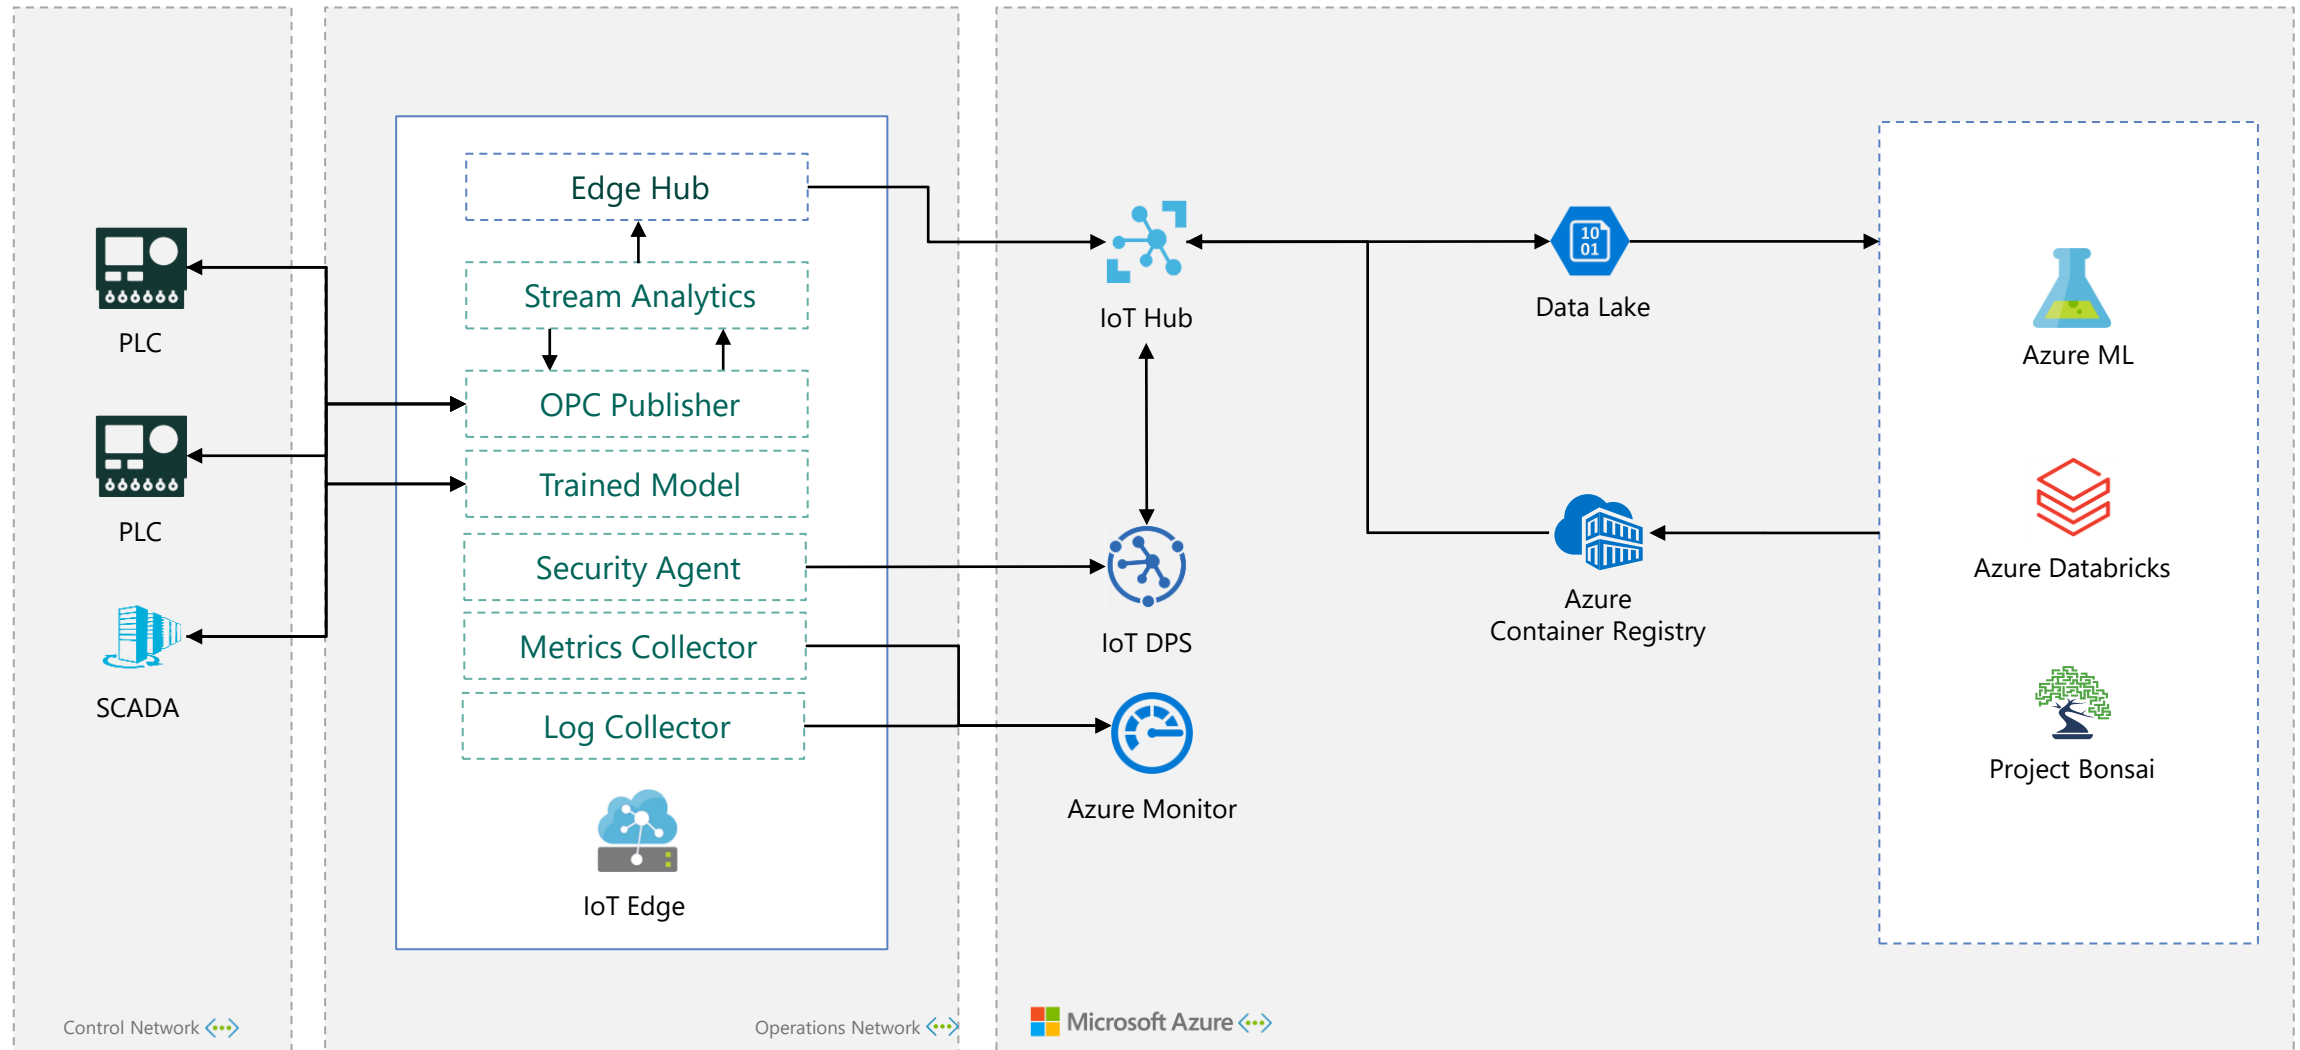 PLC
PLC
SCADA
Control Network
Edge Hub
Stream Analytics
OPC Publisher
Trained Model
Security Agent
Metrics Collector
Log Collector
IoT Edge
Operations Network
IoT Hub
IoT DPS
Azure Monitor
Microsoft Azure
10
01
Data Lake
Azure
Container Registry
Azure ML
Azure Databricks
Project Bonsai